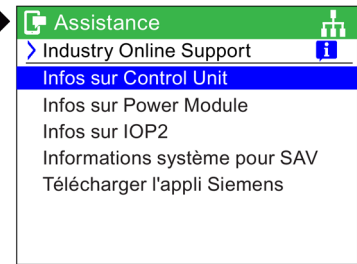 Assistance
Industry Online Support
Infos sur Control Unit
Infos sur Power Module
Infos sur IOP2
Informations système pour SAV
Télécharger l'appli Siemens